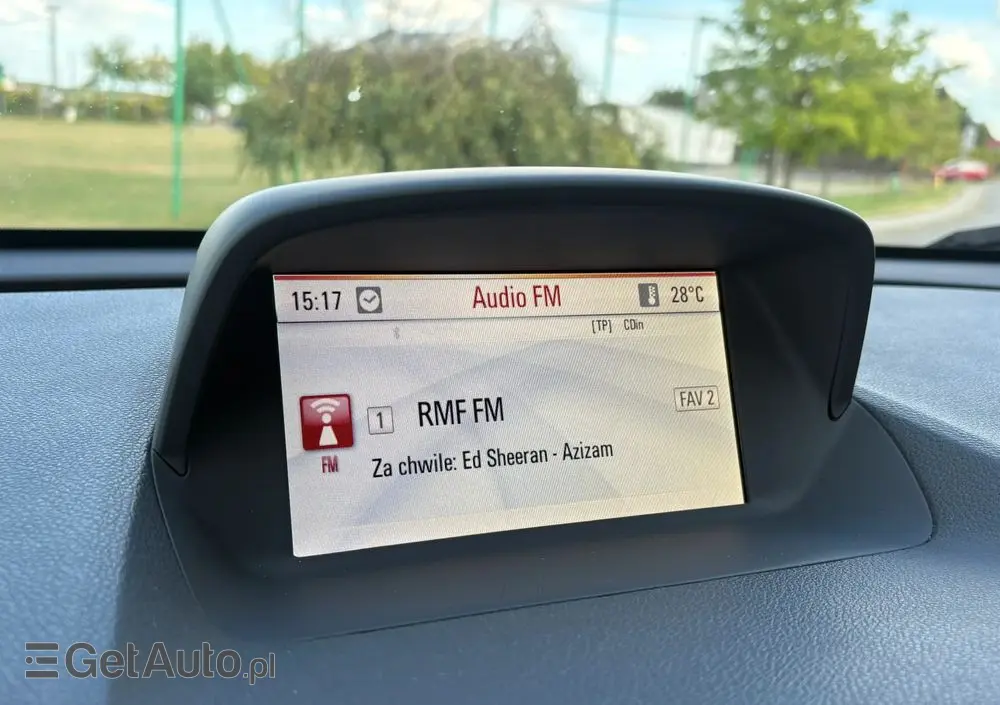 15:17
Audio FM
28°C
[TP] CDin
1
RMF FM
FAV 2
FM
Za chwile: Ed Sheeran - Azizam
GetAuto.pl